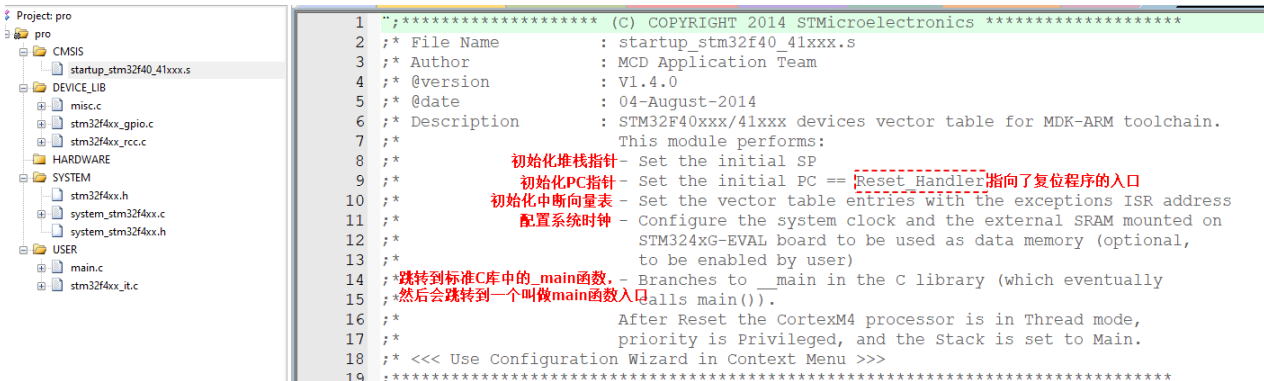 Project: pro
pro
CMSIS
startup_stm32f40_41xxx.s
DEVICE_LIB
misc.c
stm32f4xx_gpio.c
stm32f4xx_rcc.c
HARDWARE
SYSTEM
stm32f4xx.h
system_stm32f4xx.c
system_stm32f4xx.h
USER
main.c
stm32f4xx_it.c
1 ¨;******************** (C) COPYRIGHT 2014 STMicroelectronics ********************
2 ;* File Name : startup_stm32f40_41xxx.s
3 ;* Author : MCD Application Team
4 ;* @version : V1.4.0
5 ;* @date : 04-August-2014
6 ;* Description : STM32F40xxx/41xxx devices vector table for MDK-ARM toolchain.
7 ;* This module performs:
8 ;* 初始化堆栈指针 - Set the initial SP
9 ;* 初始化PC指针 - Set the initial PC == Reset_Handler 指向了复位程序的入口
10 ;* 初始化中断向量表 - Set the vector table entries with the exceptions ISR address
11 ;* 配置系统时钟 - Configure the system clock and the external SRAM mounted on
12 ;* STM324xG-EVAL board to be used as data memory (optional,
13 ;* to be enabled by user)
14 ;* 跳转到标准C库中的_main函数， - Branches to __main in the C library (which eventually
15 ;* 然后会跳转到一个叫做main函数入口 calls main()).
16 ;* After Reset the CortexM4 processor is in Thread mode,
17 ;* priority is Privileged, and the Stack is set to Main.
18 ;* <<< Use Configuration Wizard in Context Menu >>>
19 ;*******************************************************************************